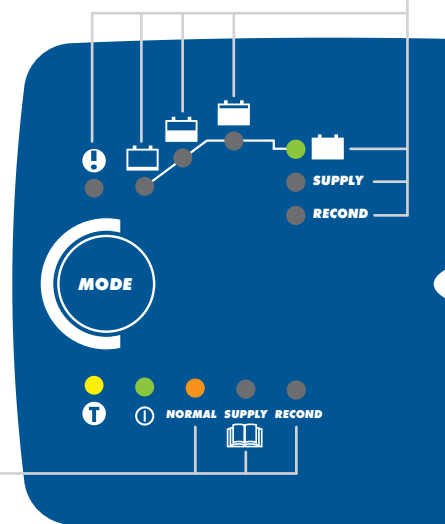 SUPPLY
RECOND
MODE
T
NORMAL SUPPLY RECOND